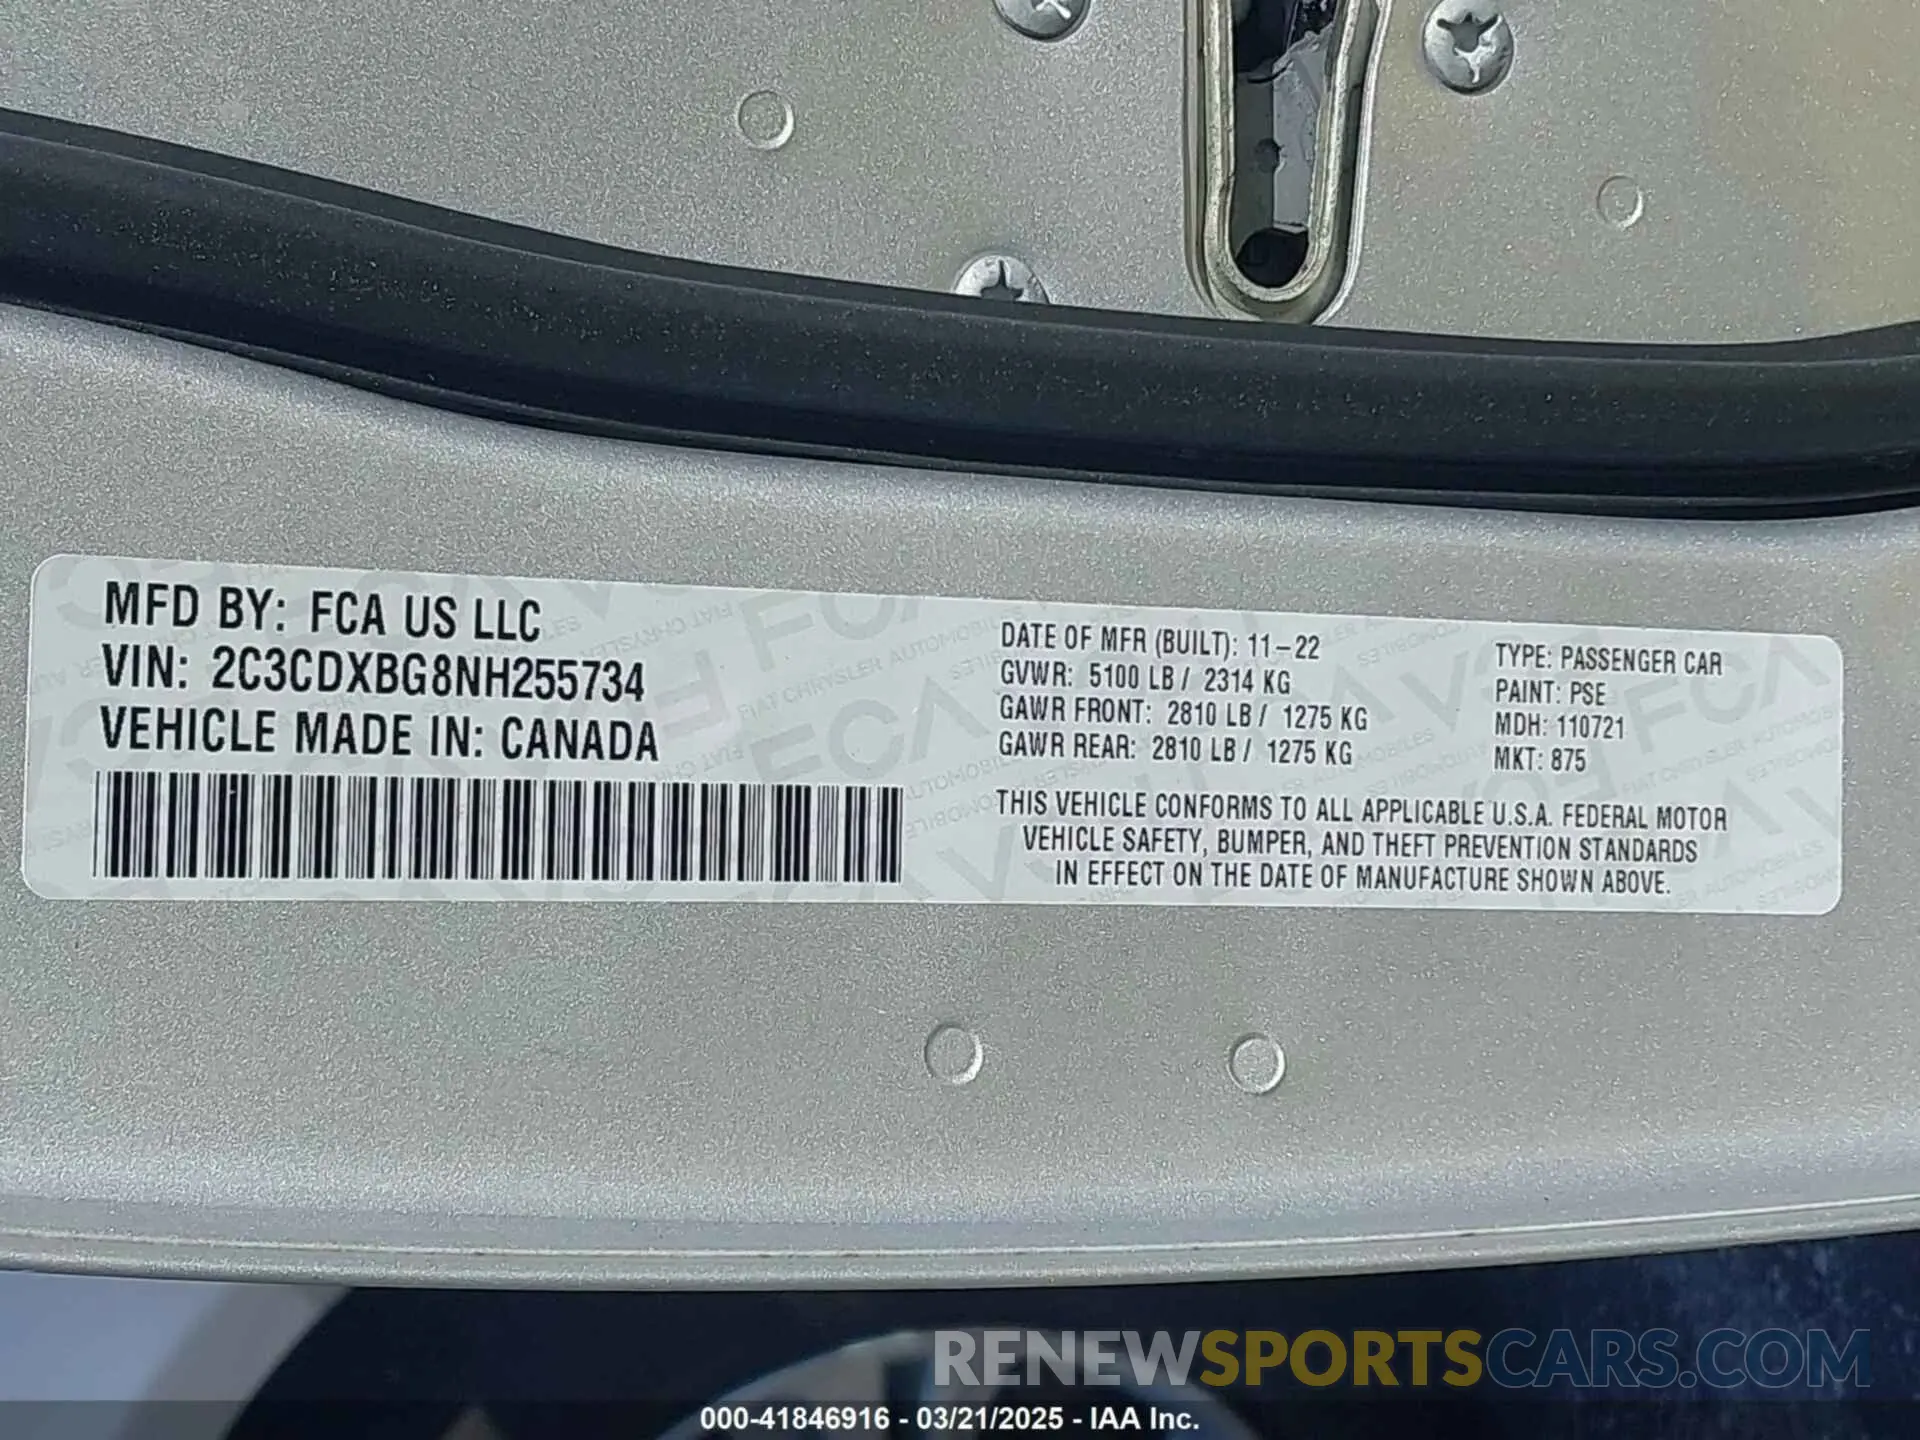 MFD BY: FCA US LLC
VIN: 2C3CDXBG8NH255734
VEHICLE MADE IN: CANADA
DATE OF MFR (BUILT): 11-22
GVWR: 5100 LB / 2314 KG
GAWR FRONT: 2810 LB / 1275 KG
GAWR REAR: 2810 LB / 1275 KG
TYPE: PASSENGER CAR
PAINT: PSE
MDH: 110721
MKT: 875
THIS VEHICLE CONFORMS TO ALL APPLICABLE U.S.A. FEDERAL MOTOR
VEHICLE SAFETY, BUMPER, AND THEFT PREVENTION STANDARDS
IN EFFECT ON THE DATE OF MANUFACTURE SHOWN ABOVE.
RENEWSPORTSCARS.COM
000-41846916 - 03/21/2025 - IAA Inc.